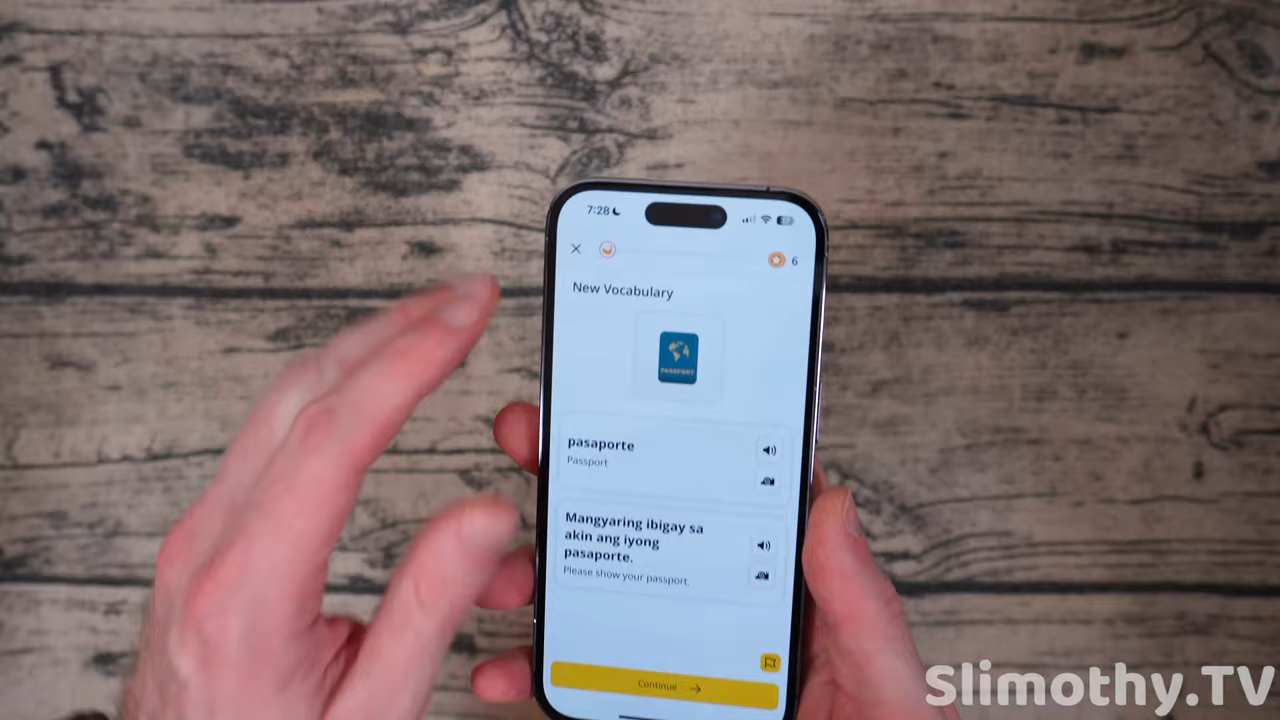 7:28
6
New Vocabulary
PASSPORT
pasaporte
Passport
Mangyaring ibigay sa
akin ang iyong
pasaporte.
Please show your passport.
Continue →
Slimothy.TV